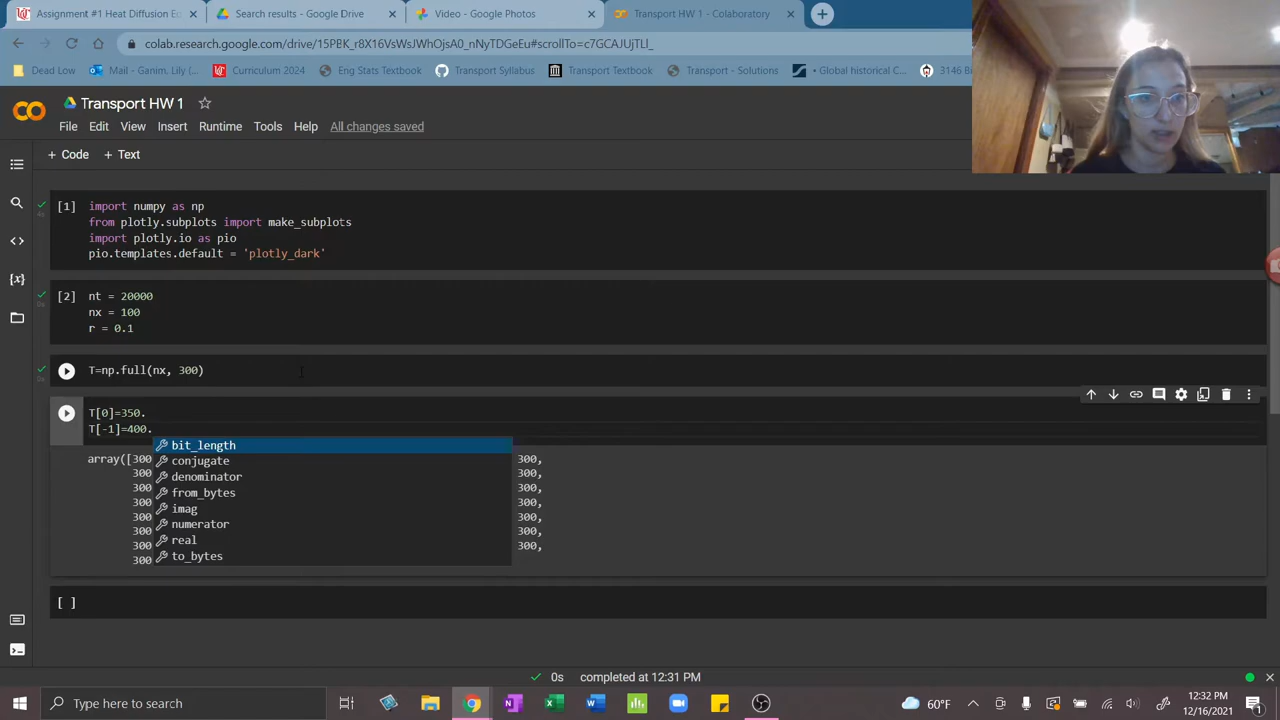 Assignment #1 Heat Diffusion Ed
Search results - Google Drive
Video - Google Photos
Transport HW 1 - Colaboratory
colab.research.google.com/drive/15PBK_r8X16VsWsJWhOjsA0_nNyTDGeEu#scrollTo=c7GCAJUjTLl_
Dead Low
Mail - Ganim, Lily (...
Curriculum 2024
Eng Stats Textbook
Transport Syllabus
Transport Textbook
Transport - Solutions
• Global historical C...
3146 B
CO
Transport HW 1
File Edit View Insert Runtime Tools Help All changes saved
+ Code + Text
[1] import numpy as np
from plotly.subplots import make_subplots
import plotly.io as pio
pio.templates.default = 'plotly_dark'
[2] nt = 20000
nx = 100
r = 0.1
T=np.full(nx, 300)
T[0]=350.
T[-1]=400.
bit_length
array([300 300,
conjugate
300 300,
denominator
300 300,
from_bytes
300 300,
imag
300 300,
numerator
300 300,
real
300 300,
to_bytes
300
[ ]
0s completed at 12:31 PM
Type here to search
60°F
12:32 PM
12/16/2021